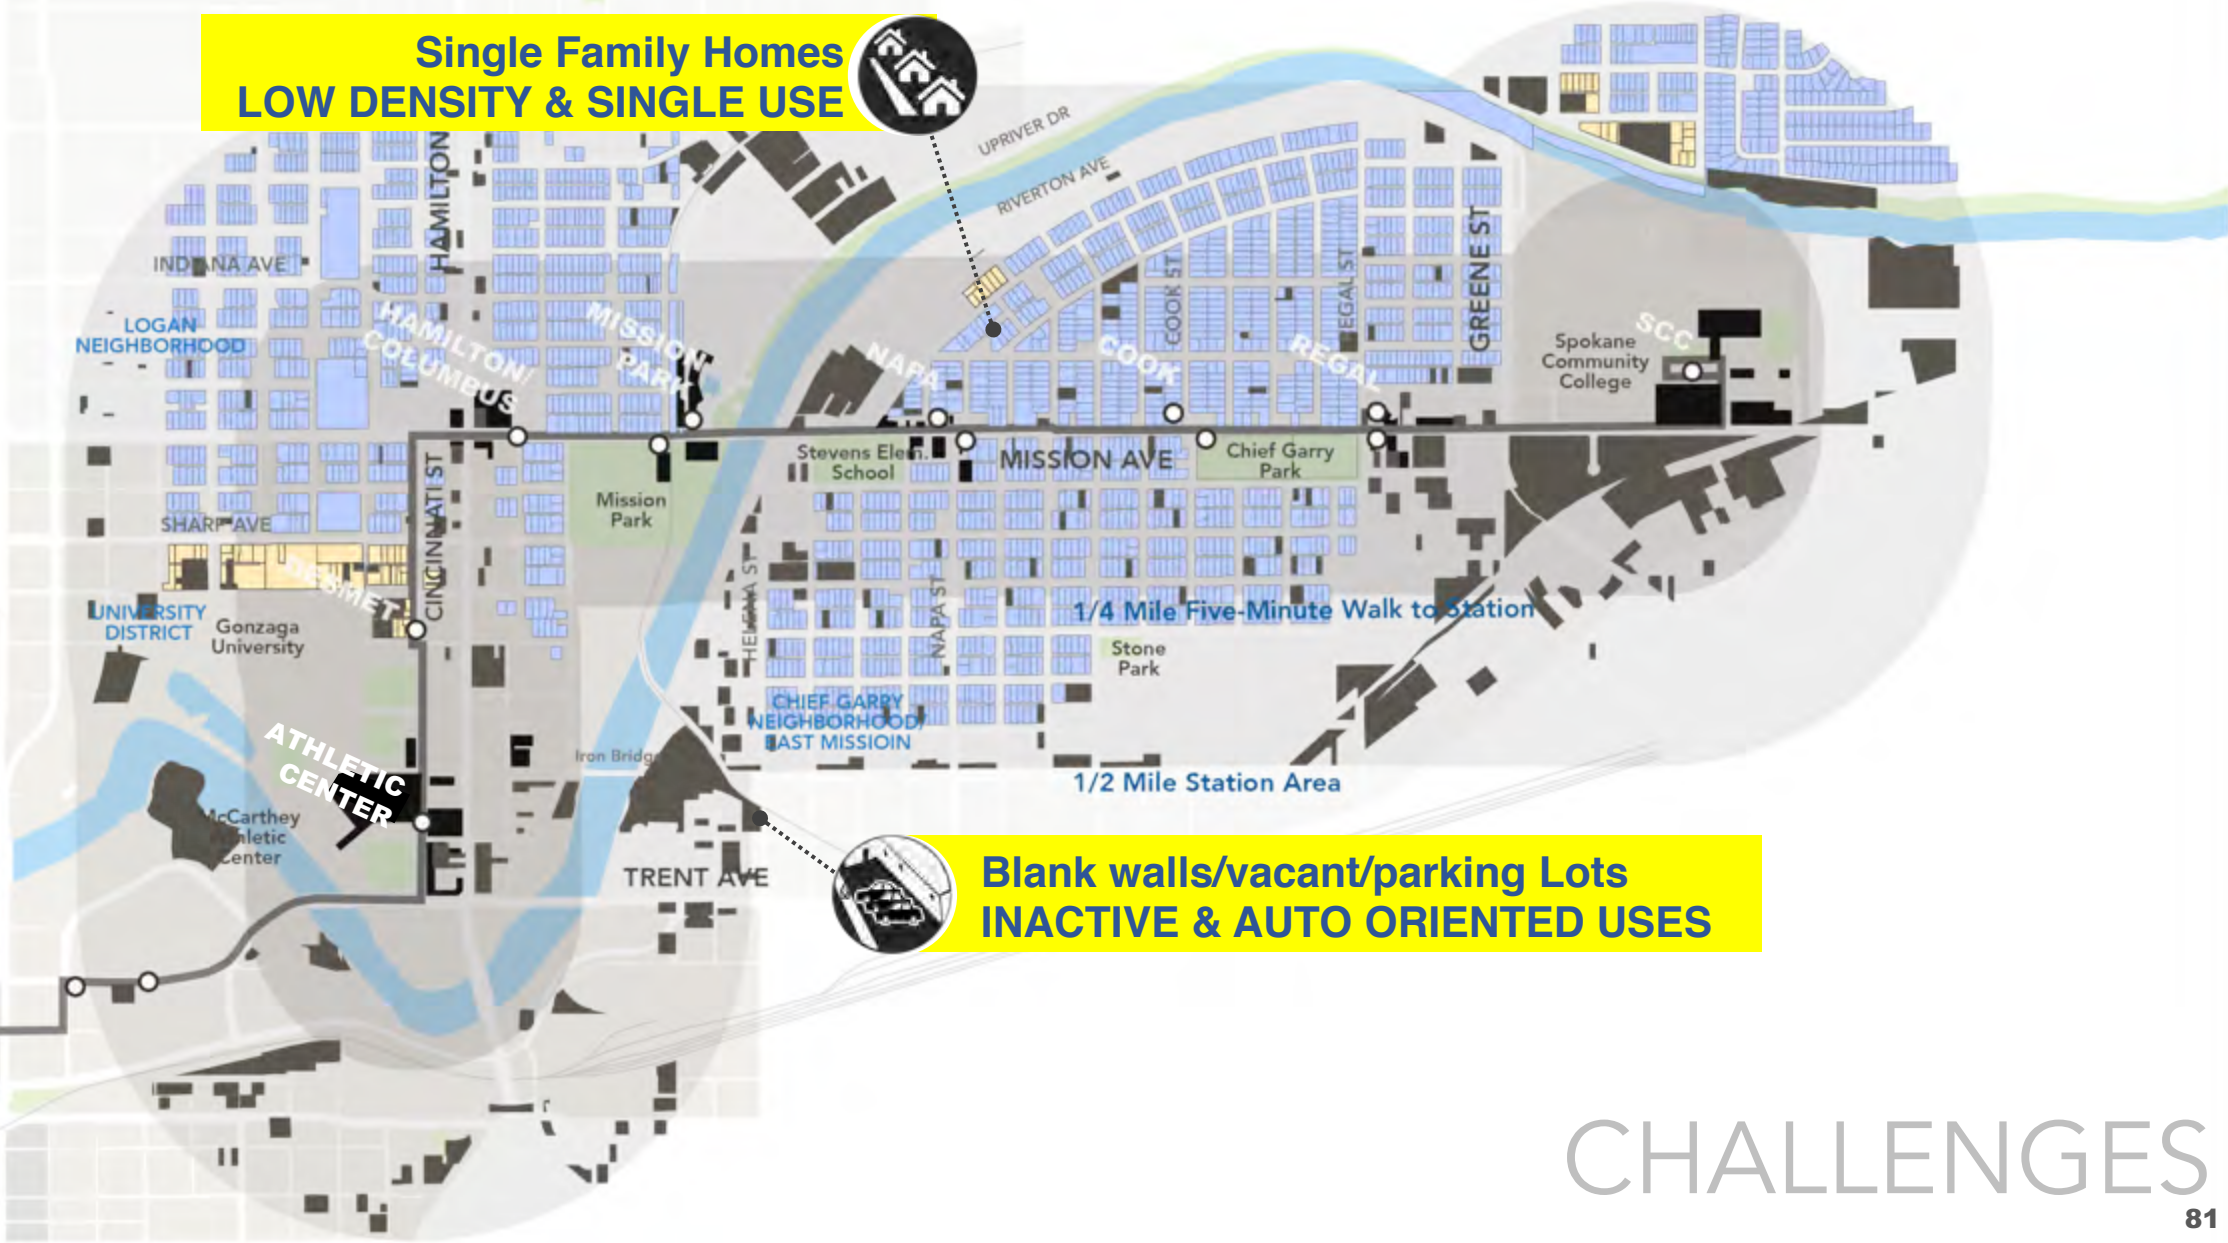 Single Family Homes
LOW DENSITY & SINGLE USE
UPRIVER DR
RIVERTON AVE
HAMILTON
INDIANA AVE
LOGAN
NEIGHBORHOOD
HAMILTON/
COLUMBUS
MISSION
PARK
NAPA
COOK
COOK ST
REGAL
REGAL ST
GREENE ST
SCC
Spokane
Community
College
Stevens Elem.
School
MISSION AVE
Chief Garry
Park
Mission
Park
SHARP AVE
CINCINNATI ST
DESMET
UNIVERSITY
DISTRICT
Gonzaga
University
HELENA ST
NAPA ST
1/4 Mile Five-Minute Walk to Station
Stone
Park
CHIEF GARRY
NEIGHBORHOOD/
EAST MISSIOIN
ATHLETIC
CENTER
Iron Bridge
1/2 Mile Station Area
McCarthey
Athletic
Center
TRENT AVE
Blank walls/vacant/parking Lots
INACTIVE & AUTO ORIENTED USES
CHALLENGES
81